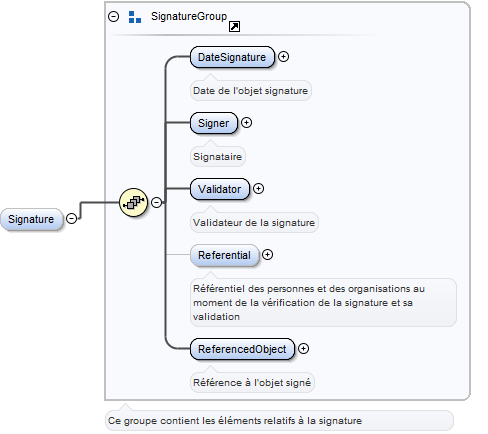 SignatureGroup
DateSignature
Date de l'objet signature
Signer
Signataire
Validator
Validateur de la signature
Signature
Referential
Référentiel des personnes et des organisations au
moment de la vérification de la signature et sa
validation
ReferencedObject
Référence à l'objet signé
Ce groupe contient les éléments relatifs à la signature